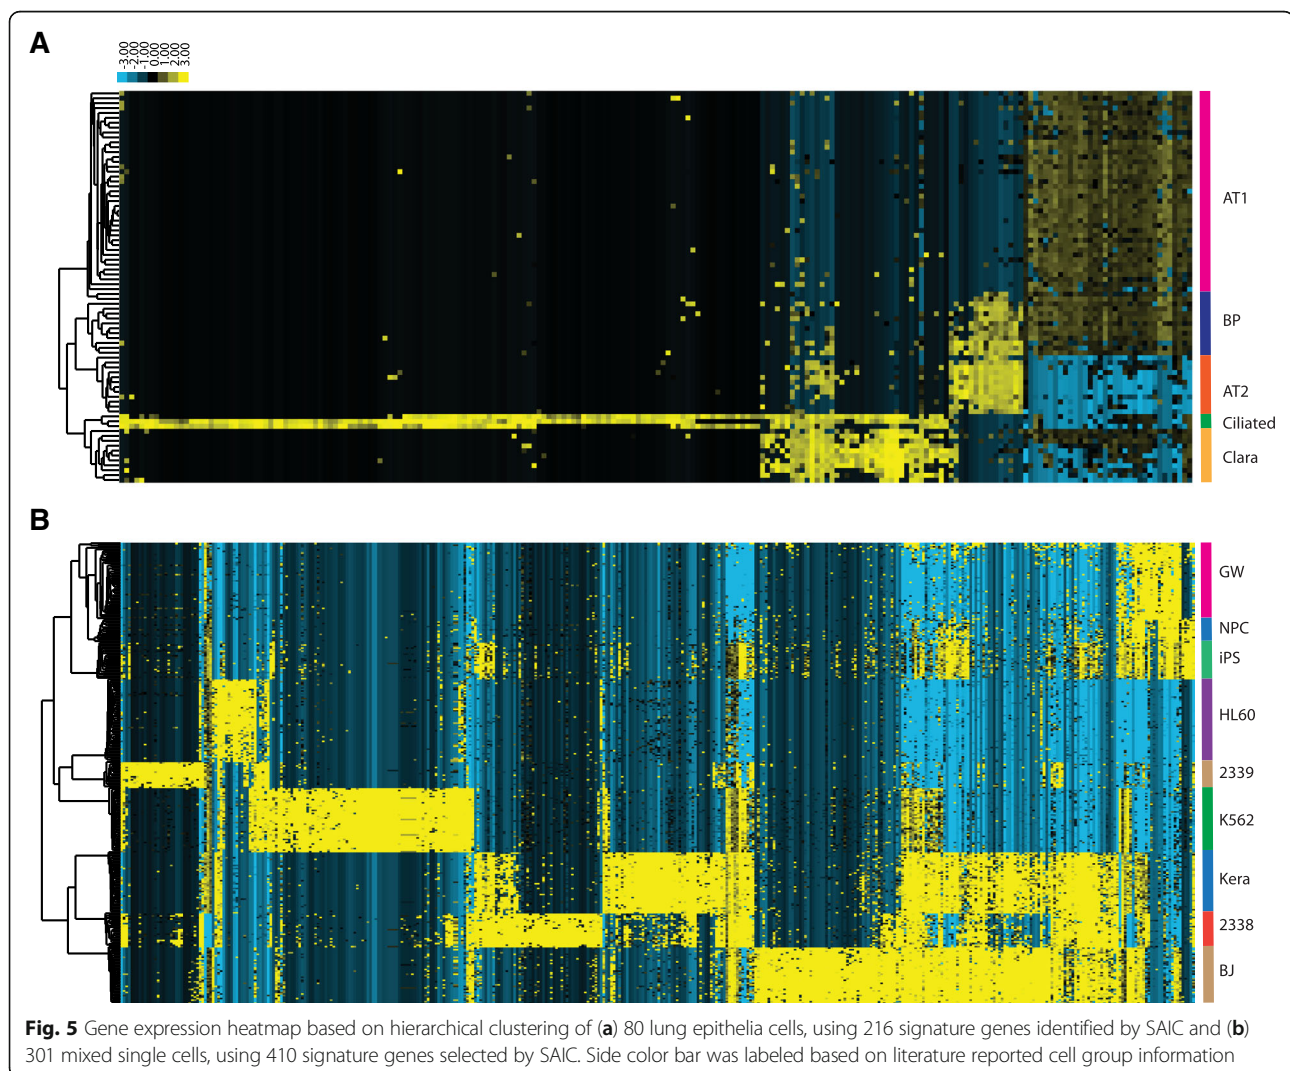 A
-3.00
-2.00
-1.00
0.00
1.00
2.00
3.00
AT1
BP
AT2
Ciliated
Clara
B
GW
NPC
iPS
HL60
2339
K562
Kera
2338
BJ
Fig. 5 Gene expression heatmap based on hierarchical clustering of (a) 80 lung epithelia cells, using 216 signature genes identified by SAIC and (b)
301 mixed single cells, using 410 signature genes selected by SAIC. Side color bar was labeled based on literature reported cell group information